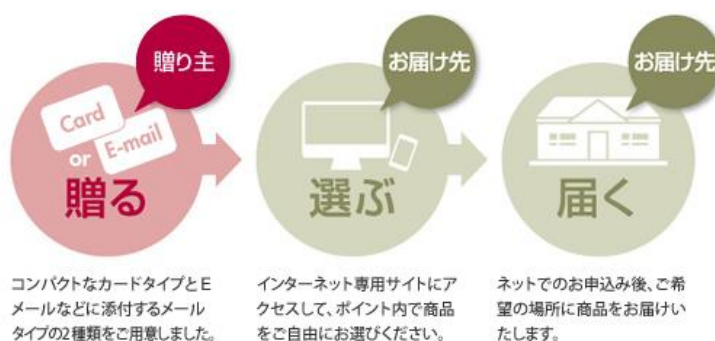 贈り主
Card
or
E-mail
贈る
コンパクトなカードタイプとE
メールなどに添付するメール
タイプの2種類をご用意しました。
お届け先
選ぶ
インターネット専用サイトにア
クセスして、ポイント内で商品
をご自由にお選びください。
お届け先
届く
ネットでのお申込み後、ご希
望の場所に商品をお届けい
たします。